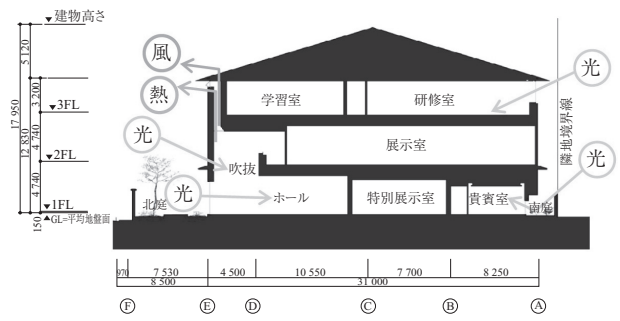 建物高さ
5 120
17 950
12 830
3 200
3FL
4 740
2FL
4 740
1FL
150
GL=平均地盤面
風
熱
光
光
光
光
学習室
研修室
展示室
吹抜
ホール
特別展示室
貴賓室
北庭
南庭
隣地境界線
970 7 530 4 500 10 550 7 700 8 250
8 500 31 000
F E D C B A